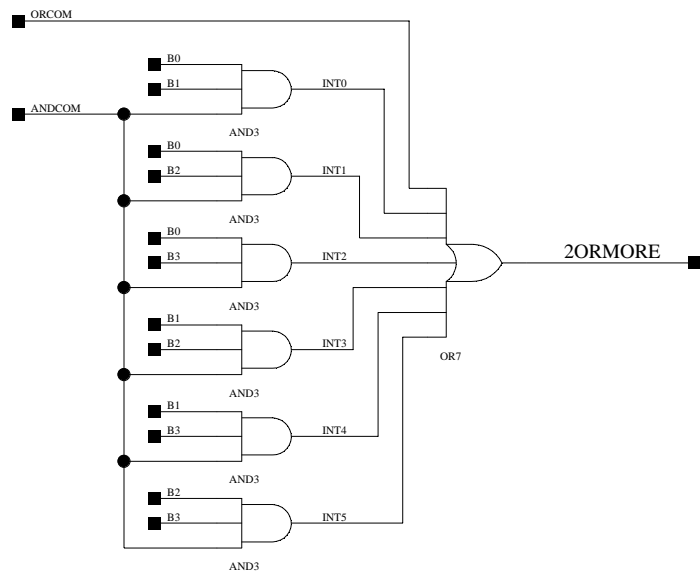 ORCOM
B0
B1
INT0
ANDCOM
AND3
B0
B2
INT1
AND3
B0
B3
INT2
2ORMORE
AND3
B1
B2
INT3
OR7
AND3
B1
B3
INT4
AND3
B2
B3
INT5
AND3